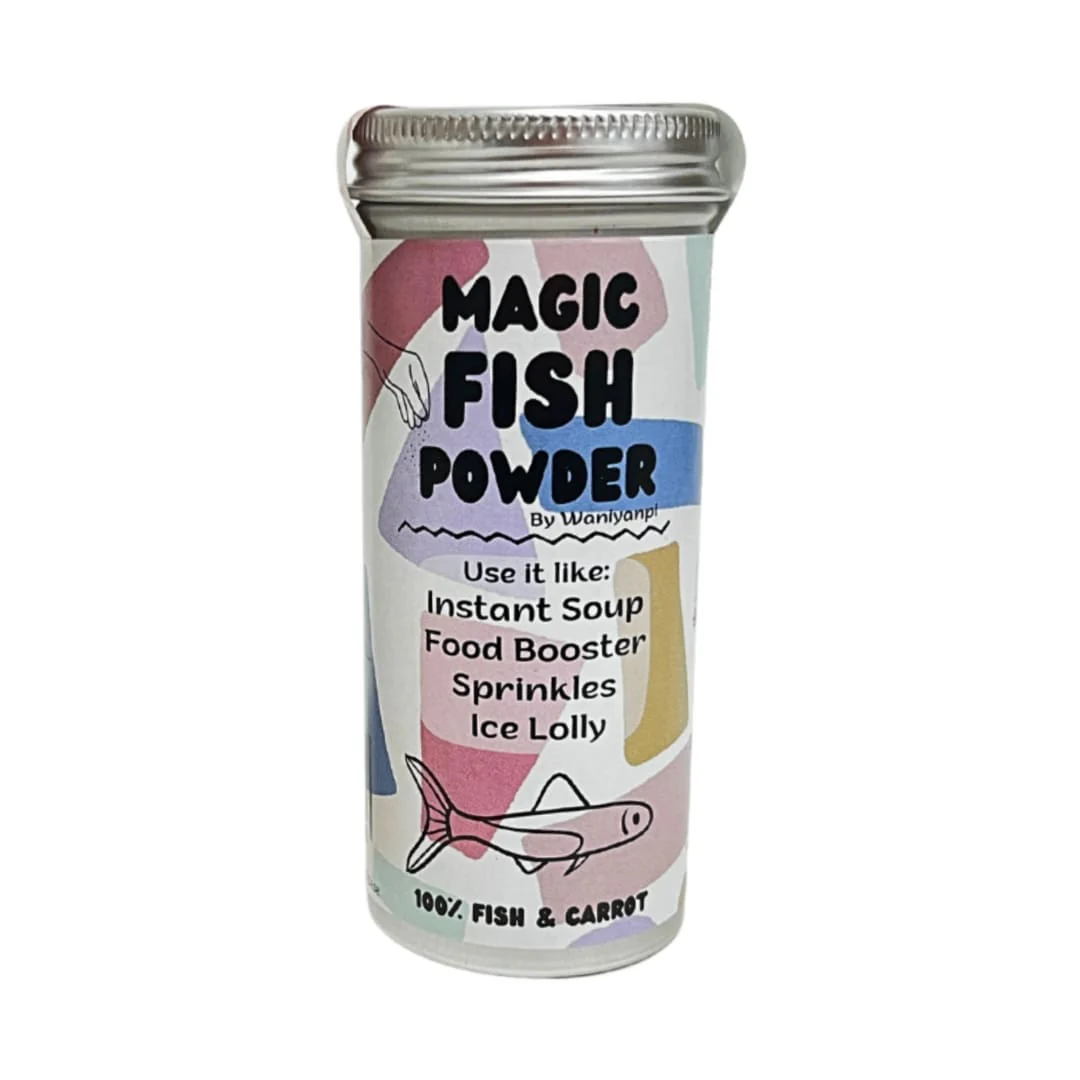 MAGIC
FISH
POWDER
By Waniyanpi
Use it like:
Instant Soup
Food Booster
Sprinkles
Ice Lolly
100% FISH & CARROT